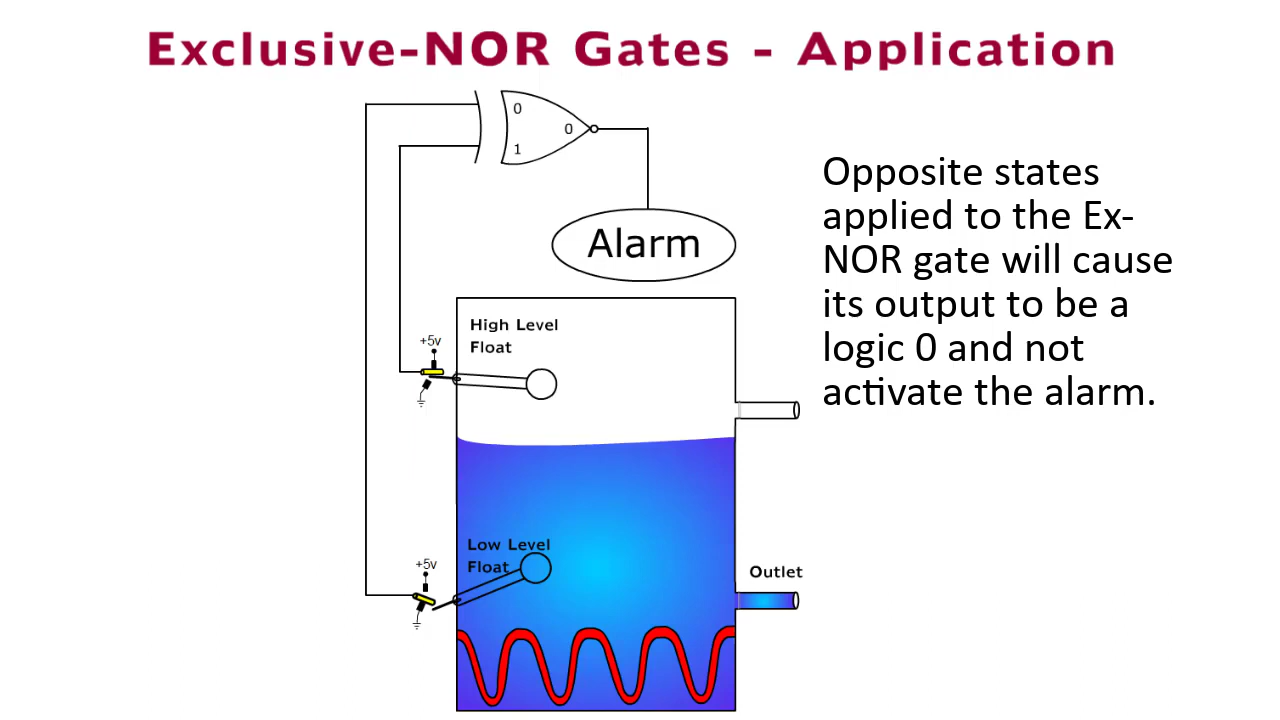 Exclusive-NOR Gates - Application
0
0
1
Alarm
Opposite states
applied to the Ex-
NOR gate will cause
its output to be a
logic 0 and not
activate the alarm.
High Level
Float
+5v
Low Level
Float
+5v
Outlet